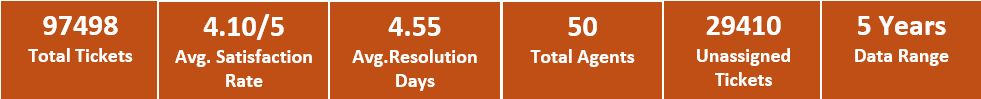 97498
Total Tickets
4.10/5
Avg. Satisfaction
Rate
4.55
Avg.Resolution
Days
50
Total Agents
29410
Unassigned
Tickets
5 Years
Data Range